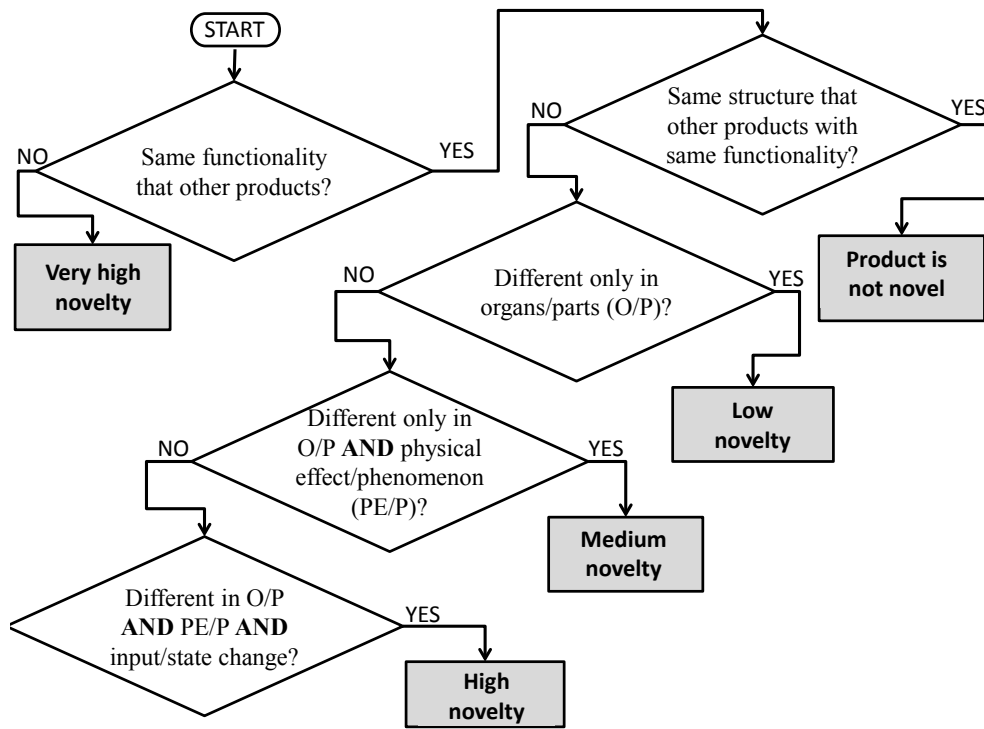 START
Same functionality
that other products?
NO
YES
Very high
novelty
Same structure that
other products with
same functionality?
NO
YES
Product is
not novel
Different only in
organs/parts (O/P)?
NO
YES
Low
novelty
Different only in
O/P AND physical
effect/phenomenon
(PE/P)?
NO
YES
Medium
novelty
Different in O/P
AND PE/P AND
input/state change?
YES
High
novelty